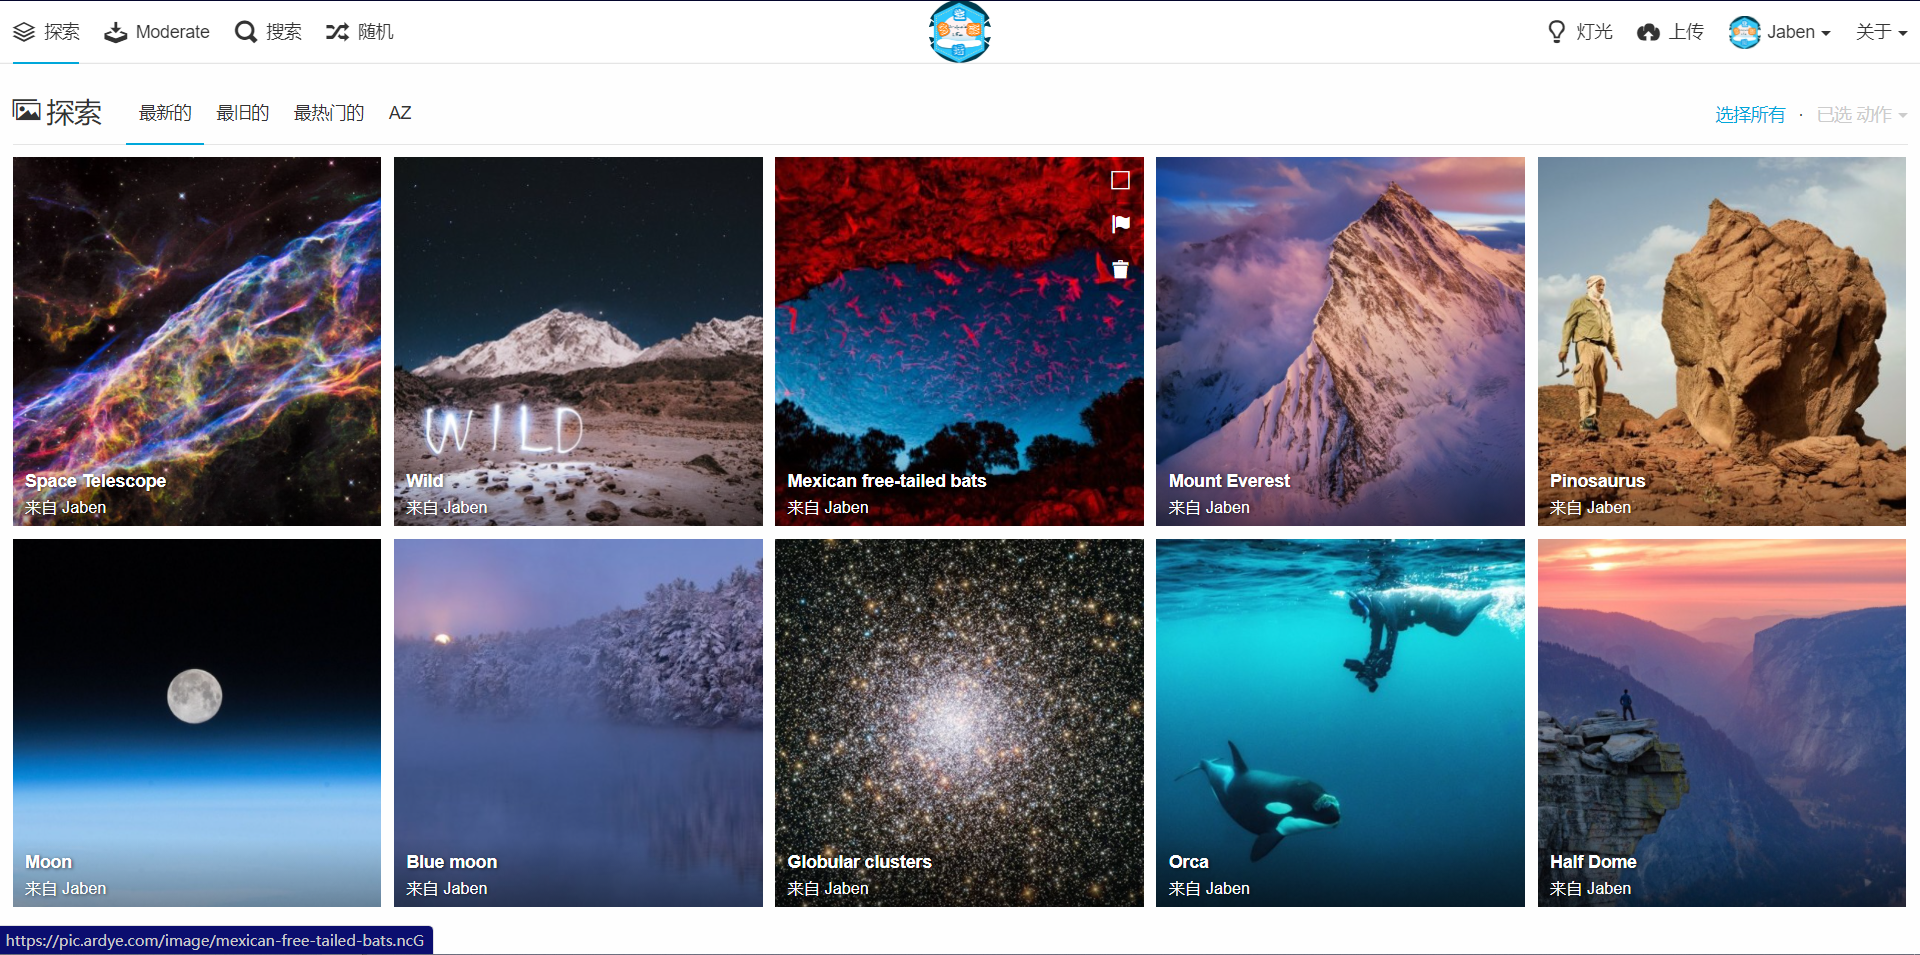 探索 Moderate 搜索 随机 灯光 上传 Jaben 关于
探索 最新的 最旧的 最热门的 AZ 选择所有 · 已选 动作
WILD
Space Telescope
来自 Jaben
Wild
来自 Jaben
Mexican free-tailed bats
来自 Jaben
Mount Everest
来自 Jaben
Pinosaurus
来自 Jaben
Moon
来自 Jaben
Blue moon
来自 Jaben
Globular clusters
来自 Jaben
Orca
来自 Jaben
Half Dome
来自 Jaben
https://pic.ardye.com/image/mexican-free-tailed-bats.ncG